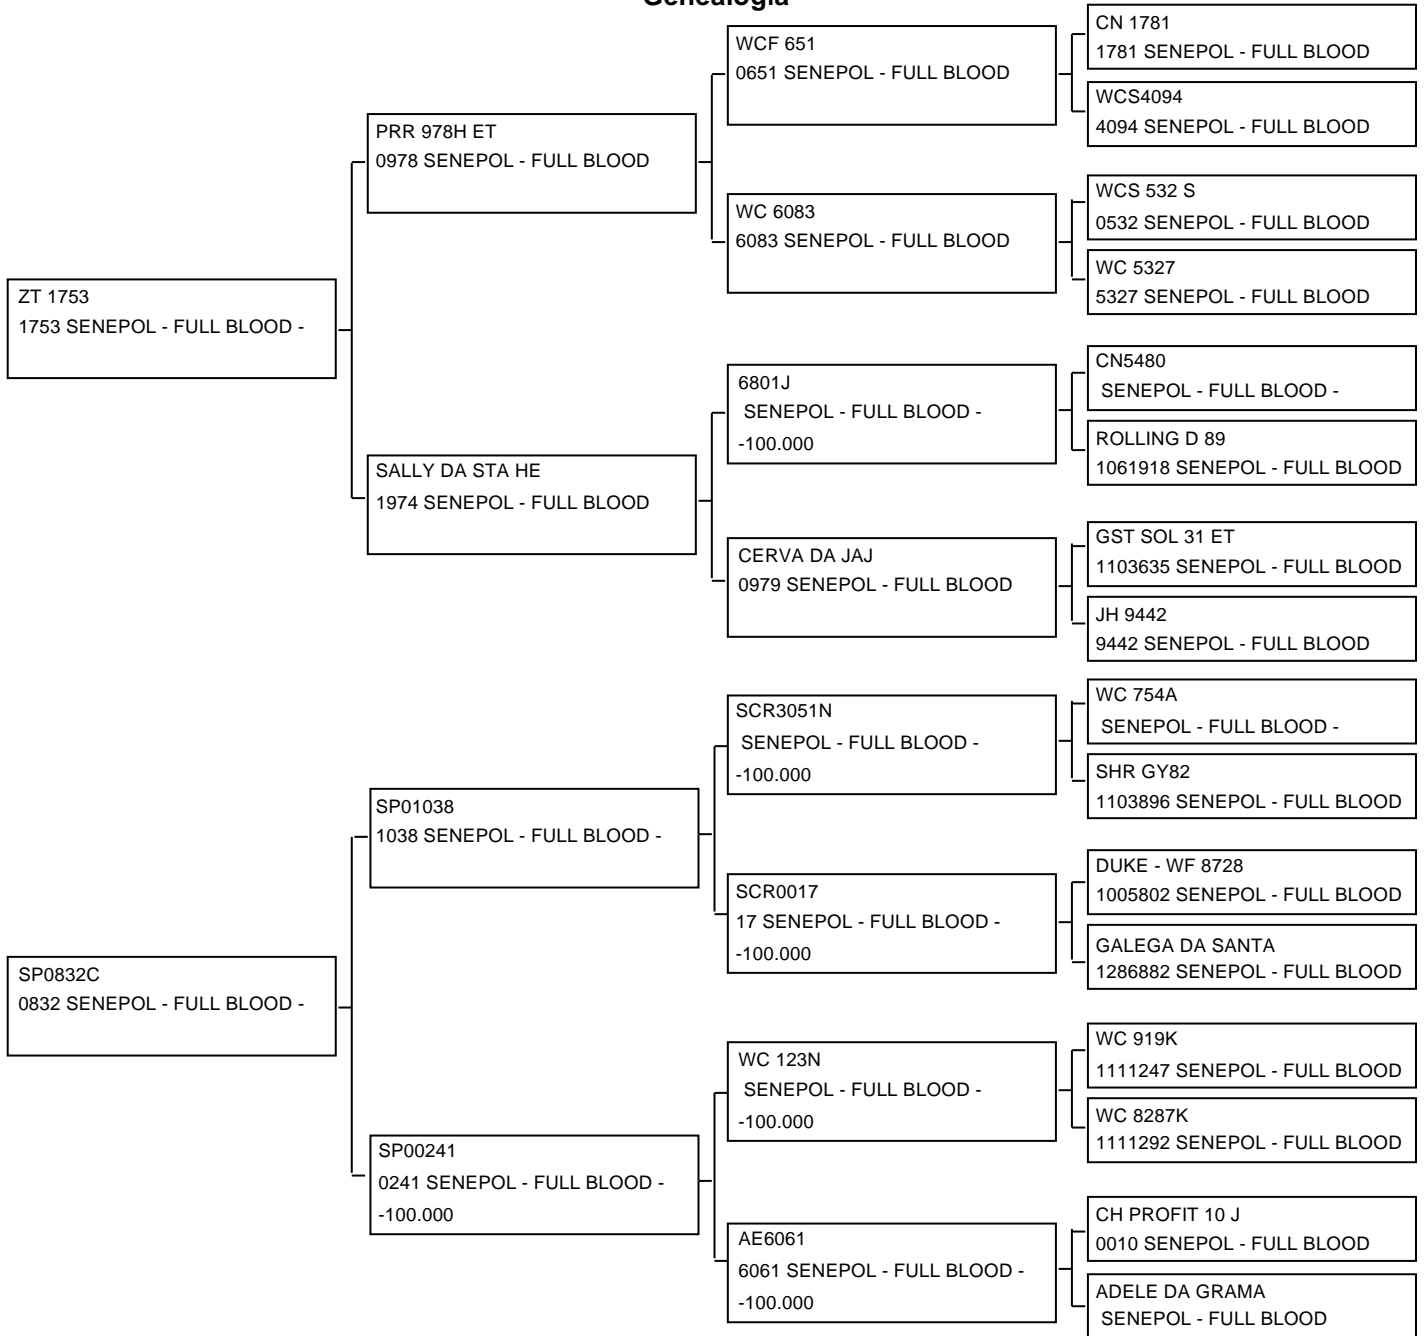 Genealogia
ZT 1753
1753 SENEPOL - FULL BLOOD -
PRR 978H ET
0978 SENEPOL - FULL BLOOD
WCF 651
0651 SENEPOL - FULL BLOOD
CN 1781
1781 SENEPOL - FULL BLOOD
WCS4094
4094 SENEPOL - FULL BLOOD
WC 6083
6083 SENEPOL - FULL BLOOD
WCS 532 S
0532 SENEPOL - FULL BLOOD
WC 5327
5327 SENEPOL - FULL BLOOD
SALLY DA STA HE
1974 SENEPOL - FULL BLOOD
6801J
SENEPOL - FULL BLOOD -
-100.000
CN5480
SENEPOL - FULL BLOOD -
ROLLING D 89
1061918 SENEPOL - FULL BLOOD
CERVA DA JAJ
0979 SENEPOL - FULL BLOOD
GST SOL 31 ET
1103635 SENEPOL - FULL BLOOD
JH 9442
9442 SENEPOL - FULL BLOOD
SP0832C
0832 SENEPOL - FULL BLOOD -
SP01038
1038 SENEPOL - FULL BLOOD -
SCR3051N
SENEPOL - FULL BLOOD -
-100.000
WC 754A
SENEPOL - FULL BLOOD -
SHR GY82
1103896 SENEPOL - FULL BLOOD
SCR0017
17 SENEPOL - FULL BLOOD -
-100.000
DUKE - WF 8728
1005802 SENEPOL - FULL BLOOD
GALEGA DA SANTA
1286882 SENEPOL - FULL BLOOD
SP00241
0241 SENEPOL - FULL BLOOD -
-100.000
WC 123N
SENEPOL - FULL BLOOD -
-100.000
WC 919K
1111247 SENEPOL - FULL BLOOD
WC 8287K
1111292 SENEPOL - FULL BLOOD
AE6061
6061 SENEPOL - FULL BLOOD -
-100.000
CH PROFIT 10 J
0010 SENEPOL - FULL BLOOD
ADELE DA GRAMA
SENEPOL - FULL BLOOD